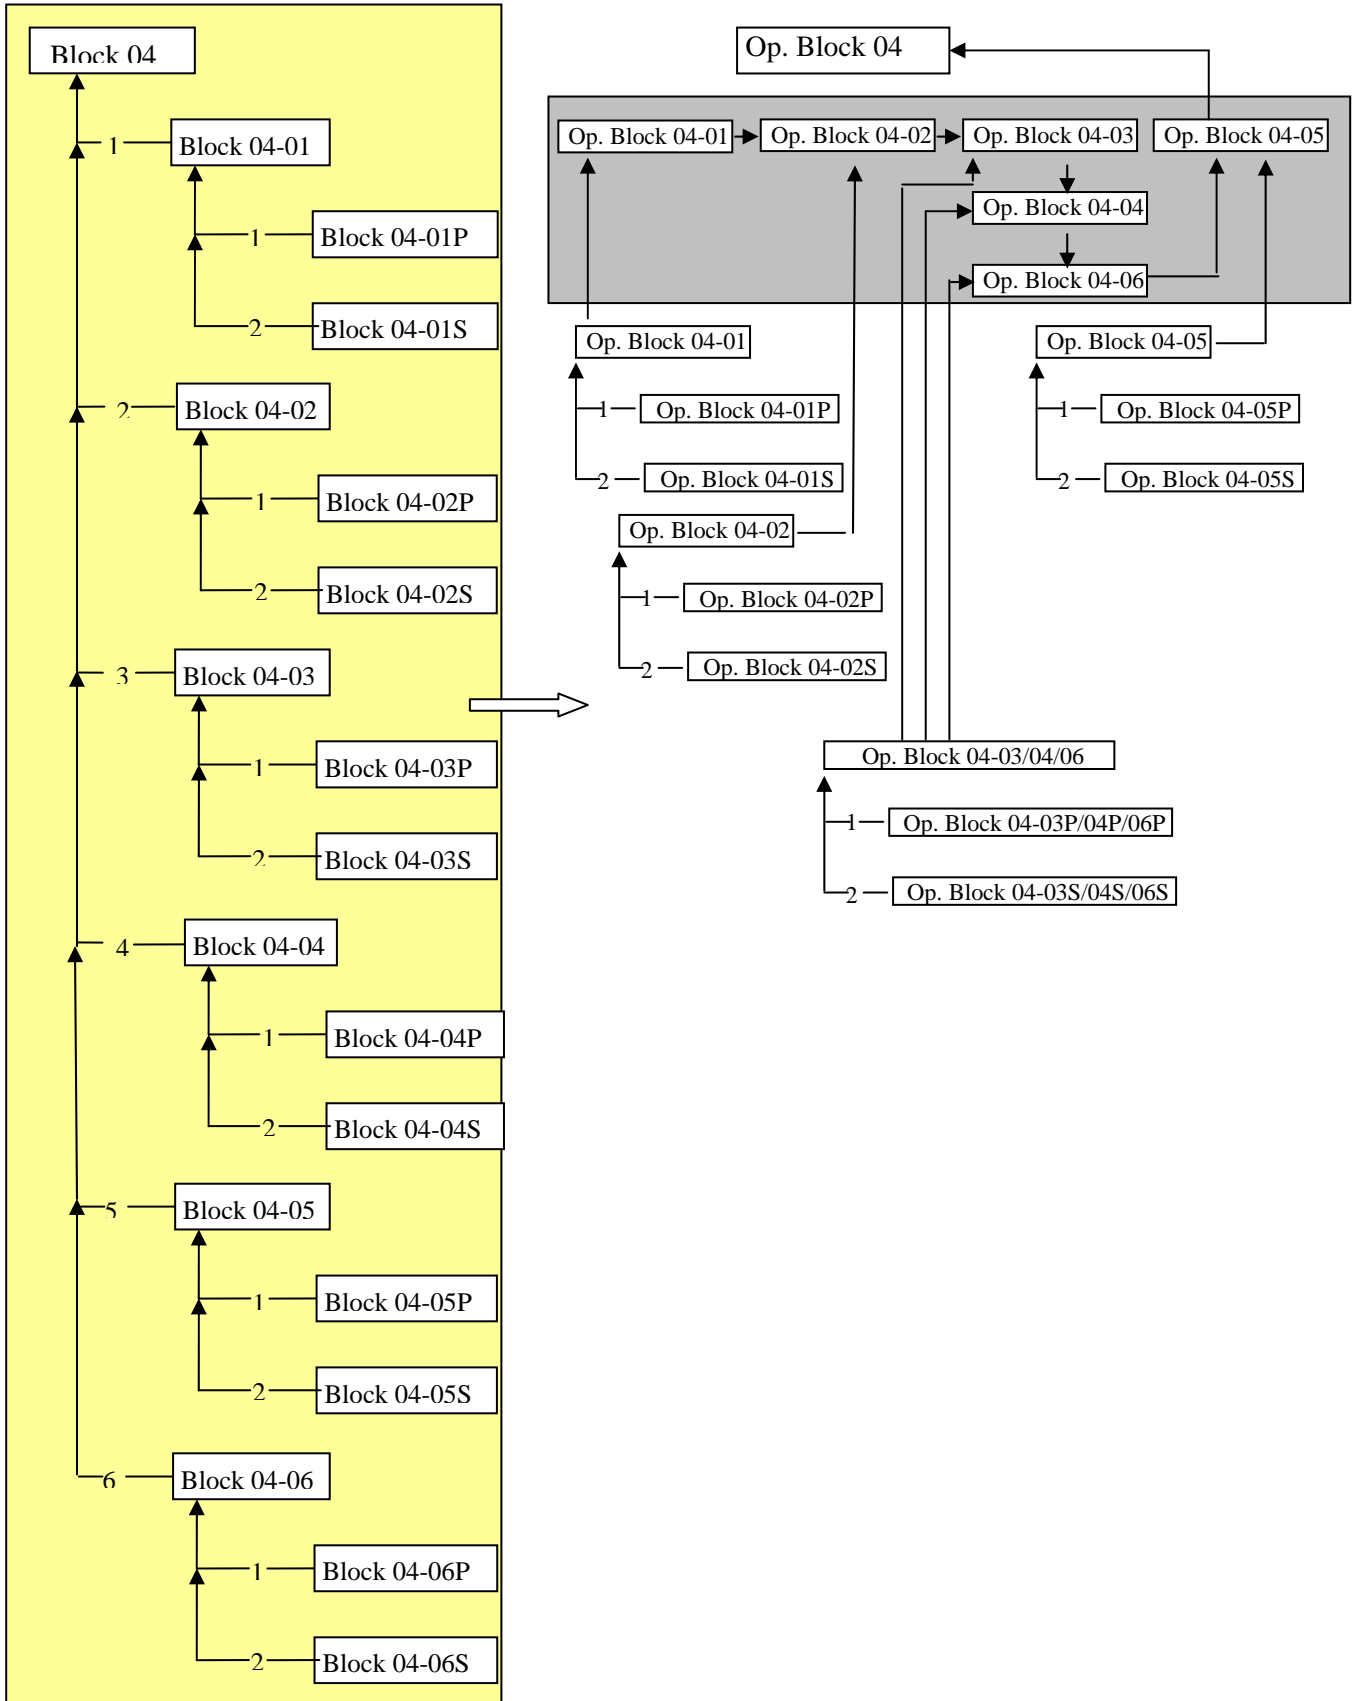 Block 04
1
Block 04-01
1
Block 04-01P
2
Block 04-01S
2
Block 04-02
1
Block 04-02P
2
Block 04-02S
3
Block 04-03
1
Block 04-03P
2
Block 04-03S
4
Block 04-04
1
Block 04-04P
2
Block 04-04S
5
Block 04-05
1
Block 04-05P
2
Block 04-05S
6
Block 04-06
1
Block 04-06P
2
Block 04-06S
Op. Block 04
Op. Block 04-01
Op. Block 04-02
Op. Block 04-03
Op. Block 04-05
Op. Block 04-04
Op. Block 04-06
Op. Block 04-01
1
Op. Block 04-01P
2
Op. Block 04-01S
Op. Block 04-05
1
Op. Block 04-05P
2
Op. Block 04-05S
Op. Block 04-02
1
Op. Block 04-02P
2
Op. Block 04-02S
Op. Block 04-03/04/06
1
Op. Block 04-03P/04P/06P
2
Op. Block 04-03S/04S/06S